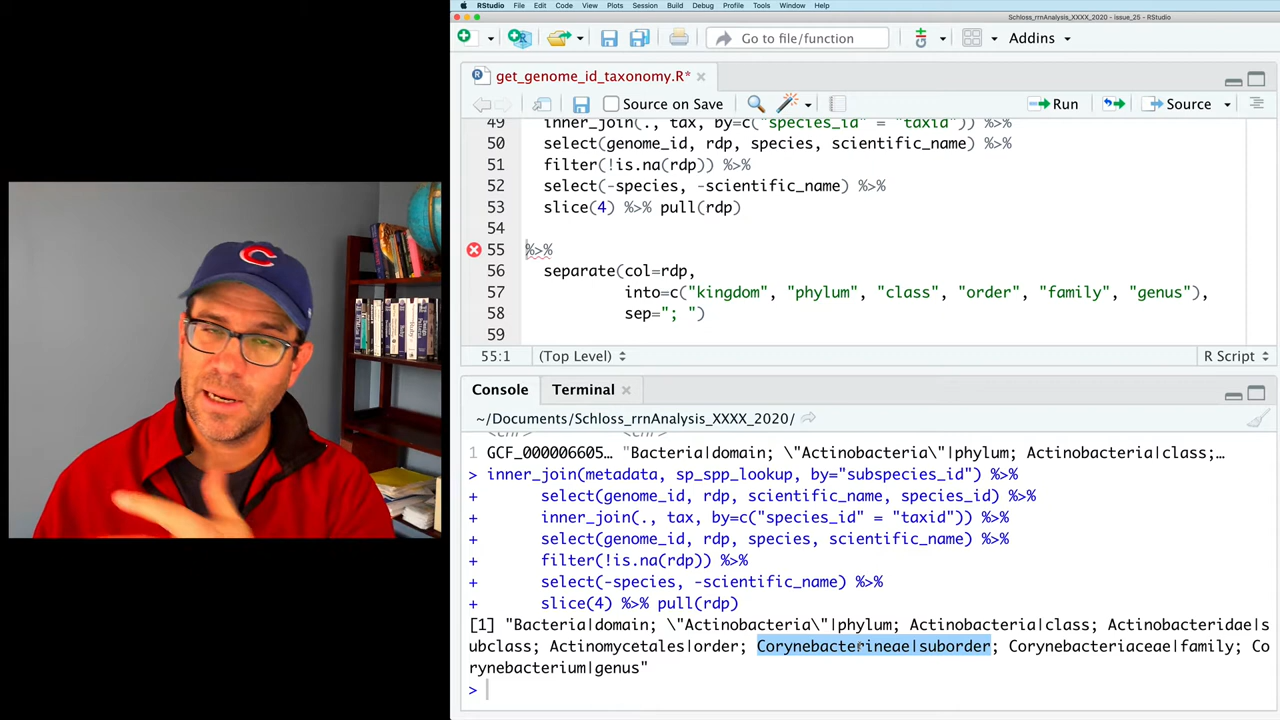 RStudio File Edit Code View Plots Session Build Debug Profile Tools Window Help
Schloss_rrnAnalysis_XXXX_2020 - issue_25 - RStudio
Go to file/function Addins
get_genome_id_taxonomy.R*
Source on Save Run Source
49 inner_join(., tax, by=c("species_id" = "taxid")) %>%
50 select(genome_id, rdp, species, scientific_name) %>%
51 filter(!is.na(rdp)) %>%
52 select(-species, -scientific_name) %>%
53 slice(4) %>% pull(rdp)
54
55 %>%
56 separate(col=rdp,
57 into=c("kingdom", "phylum", "class", "order", "family", "genus"),
58 sep="; ")
59
55:1 (Top Level) R Script
Console Terminal
~/Documents/Schloss_rrnAnalysis_XXXX_2020/
<chr> <chr>
1 GCF_000006605… "Bacteria|domain; \"Actinobacteria\"|phylum; Actinobacteria|class;…
> inner_join(metadata, sp_spp_lookup, by="subspecies_id") %>%
+ select(genome_id, rdp, scientific_name, species_id) %>%
+ inner_join(., tax, by=c("species_id" = "taxid")) %>%
+ select(genome_id, rdp, species, scientific_name) %>%
+ filter(!is.na(rdp)) %>%
+ select(-species, -scientific_name) %>%
+ slice(4) %>% pull(rdp)
[1] "Bacteria|domain; \"Actinobacteria\"|phylum; Actinobacteria|class; Actinobacteridae|s
ubclass; Actinomycetales|order; Corynebacterineae|suborder; Corynebacteriaceae|family; Co
rynebacterium|genus"
>